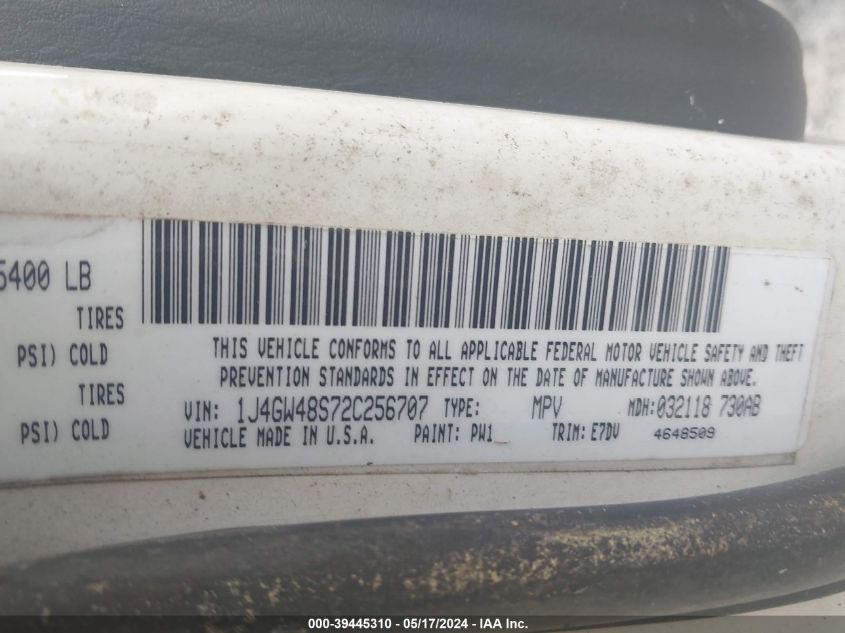 5400 LB
TIRES
PSI) COLD
TIRES
PSI) COLD
THIS VEHICLE CONFORMS TO ALL APPLICABLE FEDERAL MOTOR VEHICLE SAFETY AND THEFT
PREVENTION STANDARDS IN EFFECT ON THE DATE OF MANUFACTURE SHOWN ABOVE.
VIN: 1J4GW48S72C256707 TYPE: MPV MDH:032118 730AB
VEHICLE MADE IN U.S.A. PAINT: PW1 TRIM: E7DV 4648509
000-39445310 - 05/17/2024 - IAA Inc.